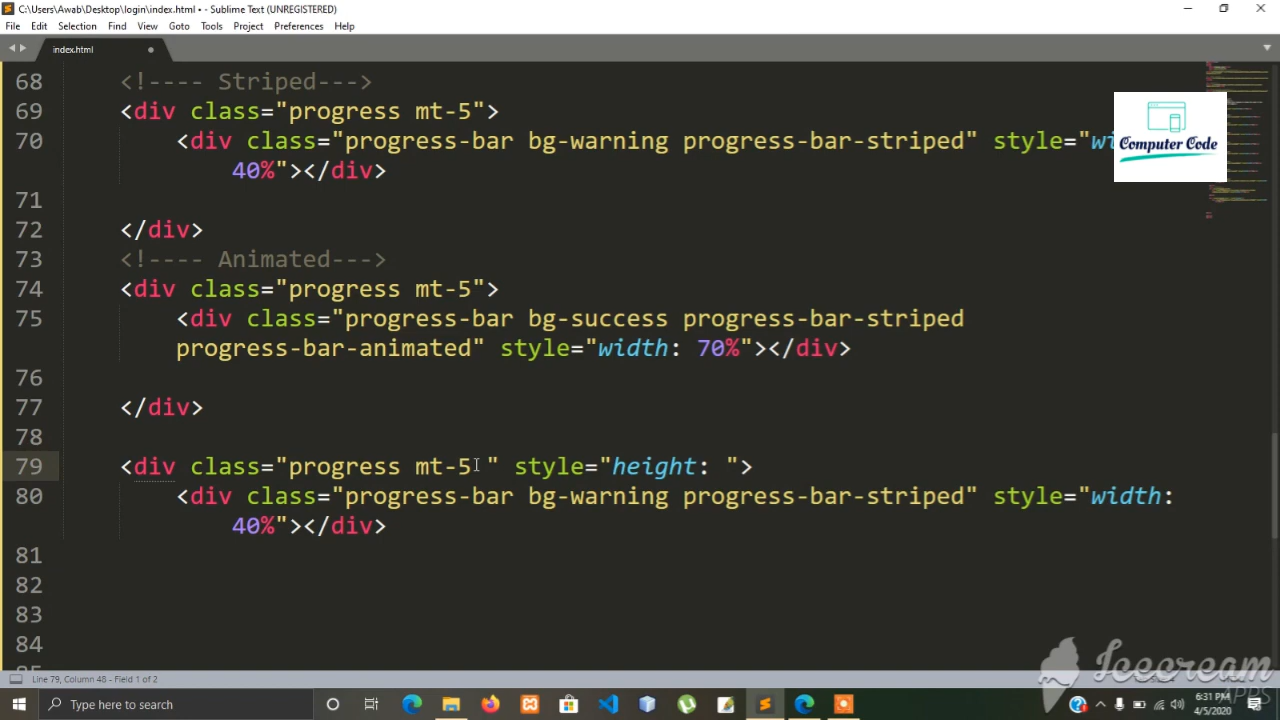 C:\Users\Awab\Desktop\login\index.html • - Sublime Text (UNREGISTERED)
File Edit Selection Find View Goto Tools Project Preferences Help
index.html
68 <!---- Striped--->
69 <div class="progress mt-5">
70 <div class="progress-bar bg-warning progress-bar-striped" style="wi
40%"></div>
71
72 </div>
73 <!---- Animated--->
74 <div class="progress mt-5">
75 <div class="progress-bar bg-success progress-bar-striped
progress-bar-animated" style="width: 70%"></div>
76
77 </div>
78
79 <div class="progress mt-5 " style="height: ">
80 <div class="progress-bar bg-warning progress-bar-striped" style="width:
40%"></div>
81
82
83
84
Computer Code
Icecream
APPS
Line 79, Column 48 - Field 1 of 2
Type here to search
6:31 PM
4/5/2020